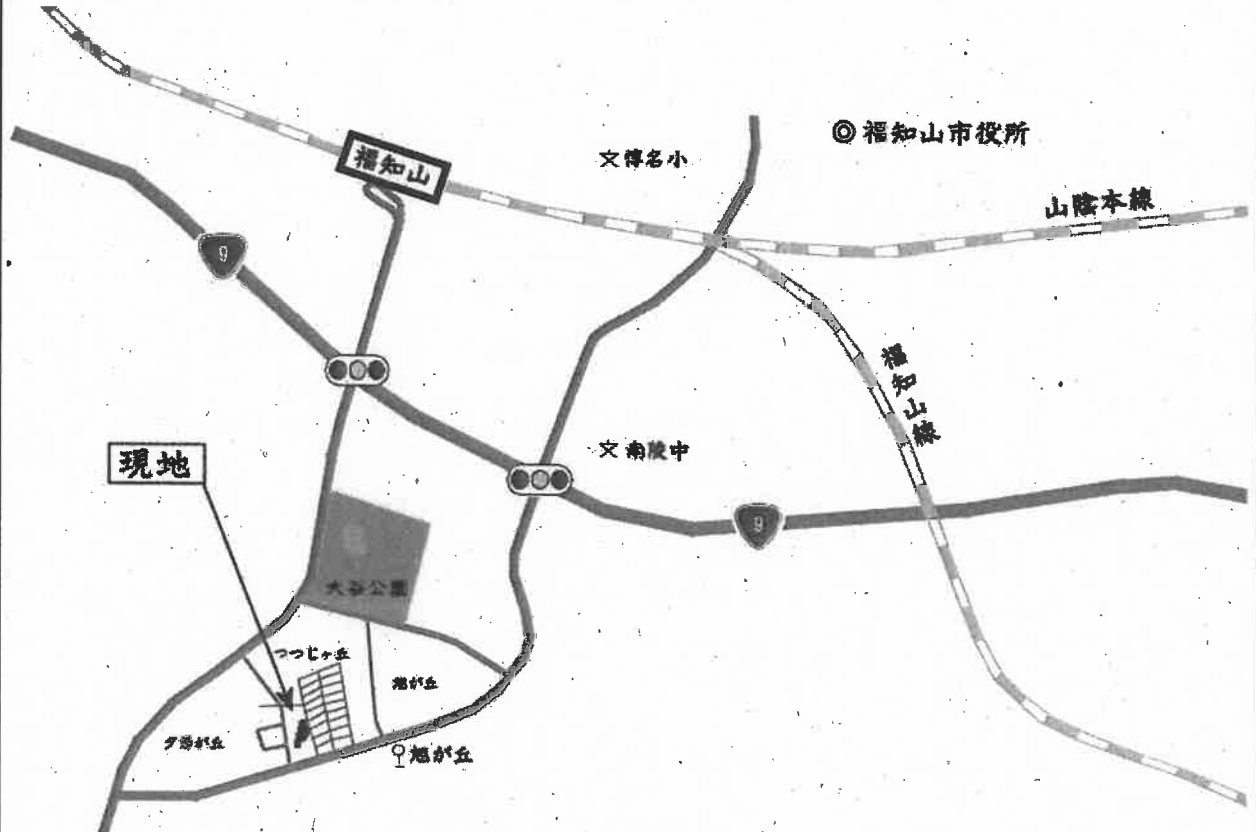 福知山市役所
惇名小
福知山
山陰本線
9
福知山線
南陵中
現地
9
大谷公園
つつじヶ丘
旭が丘
夕陽が丘
旭が丘